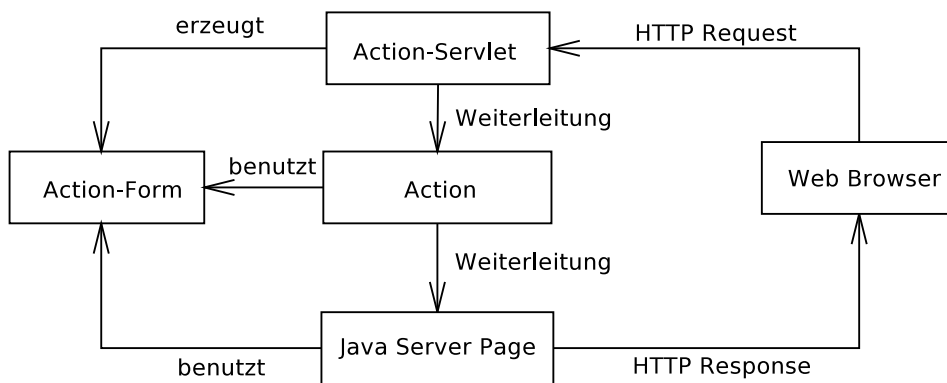 erzeugt
Action-Servlet
HTTP Request
Weiterleitung
Action-Form
benutzt
Action
Web Browser
Weiterleitung
benutzt
Java Server Page
HTTP Response